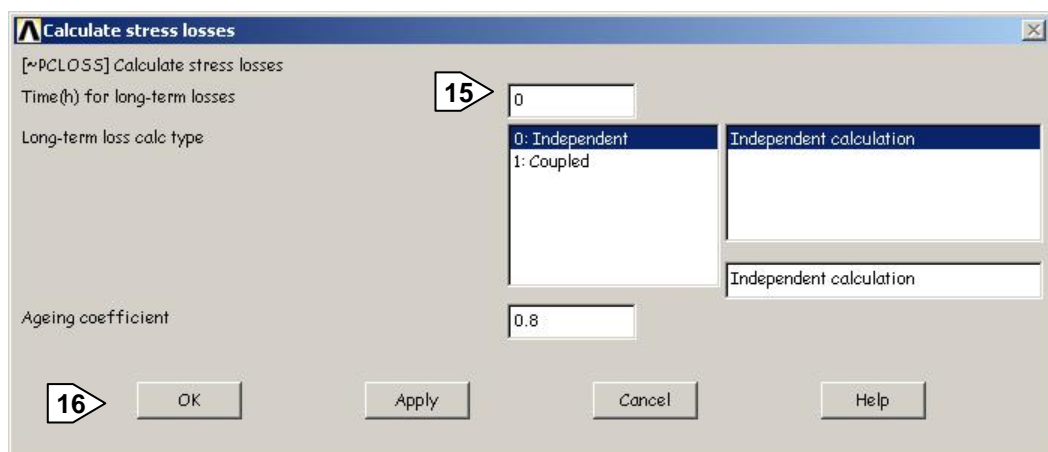 Calculate stress losses
[~PCLOSS] Calculate stress losses
Time(h) for long-term losses
15
0
Long-term loss calc type
0: Independent
1: Coupled
Independent calculation
Independent calculation
Ageing coefficient
0.8
16
OK
Apply
Cancel
Help